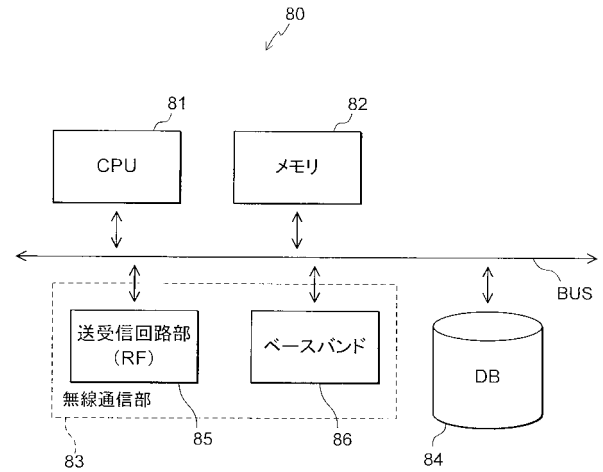 80
81
82
CPU
メモリ
BUS
送受信回路部
(RF)
ベースバンド
DB
無線通信部
83
85
86
84